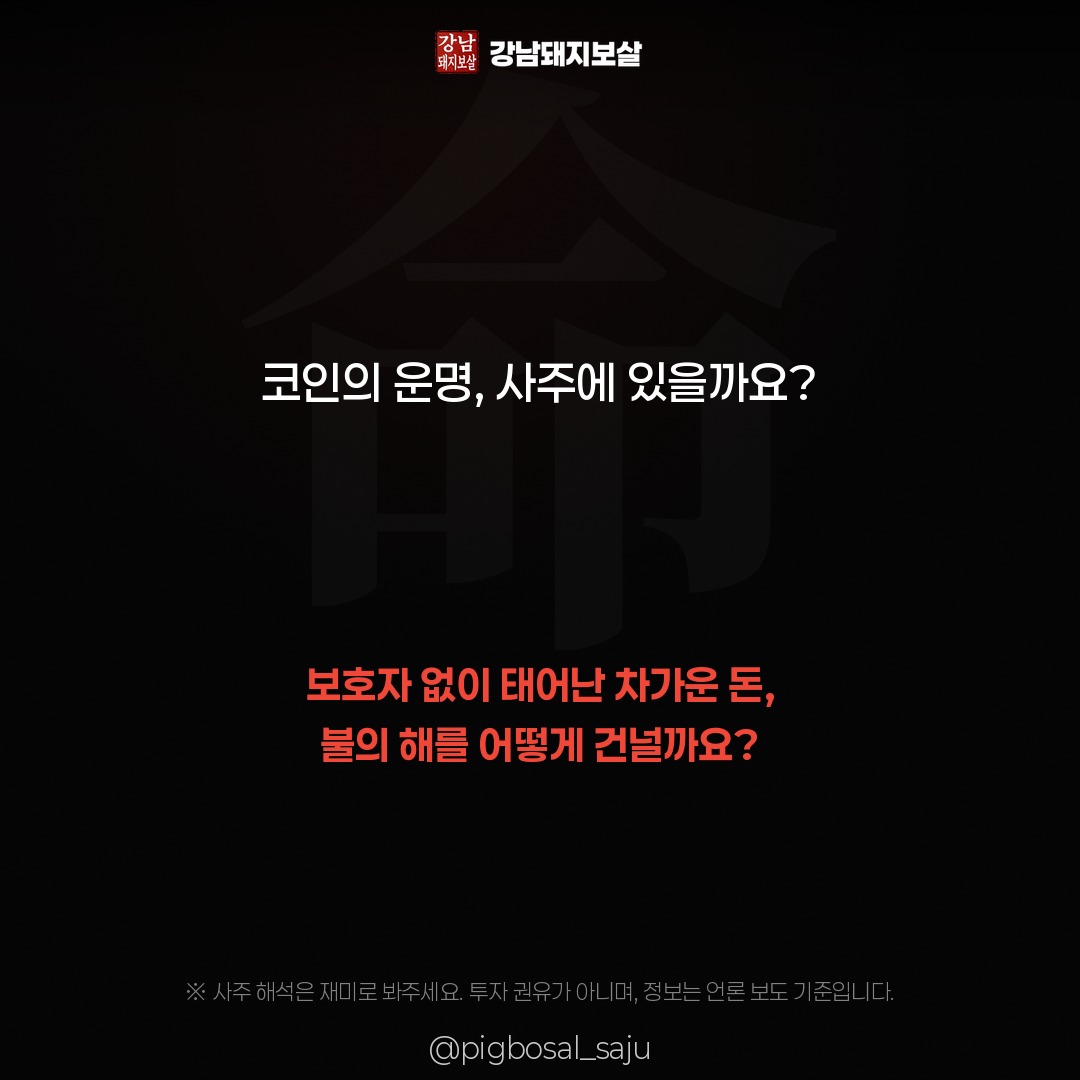 강남
돼지보살
강남돼지보살
命
코인의 운명, 사주에 있을까요?
보호자 없이 태어난 차가운 돈,
불의 해를 어떻게 건널까요?
※ 사주 해석은 재미로 봐주세요. 투자 권유가 아니며, 정보는 언론 보도 기준입니다.
@pigbosal_saju